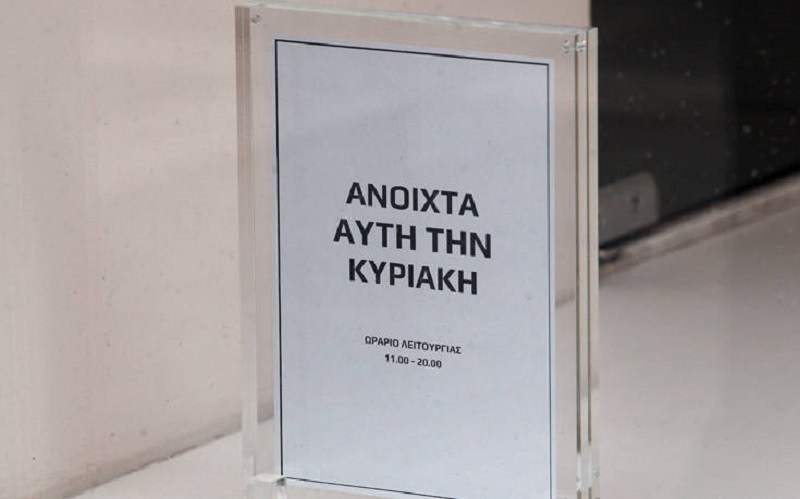 ΑΝΟΙΧΤΑ
ΑΥΤΗ ΤΗΝ
ΚΥΡΙΑΚΗ
ΩΡΑΡΙΟ ΛΕΙΤΟΥΡΓΙΑΣ
11.00 - 20.00